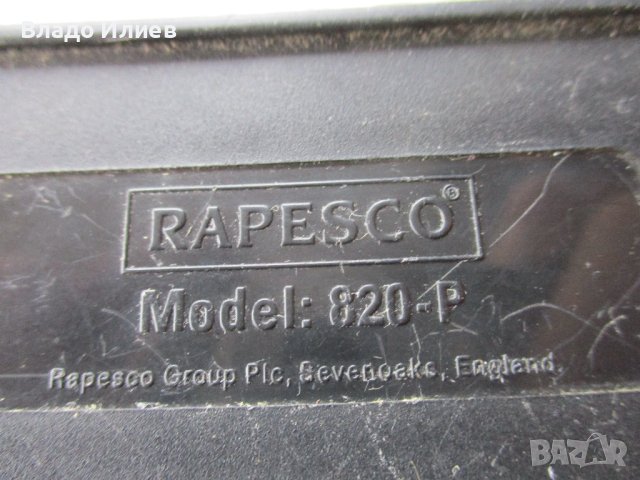 Владо Илиев
RAPESCO®
Model: 820-P
Rapesco Group Plc, Sevenoaks, England.
BAZAR